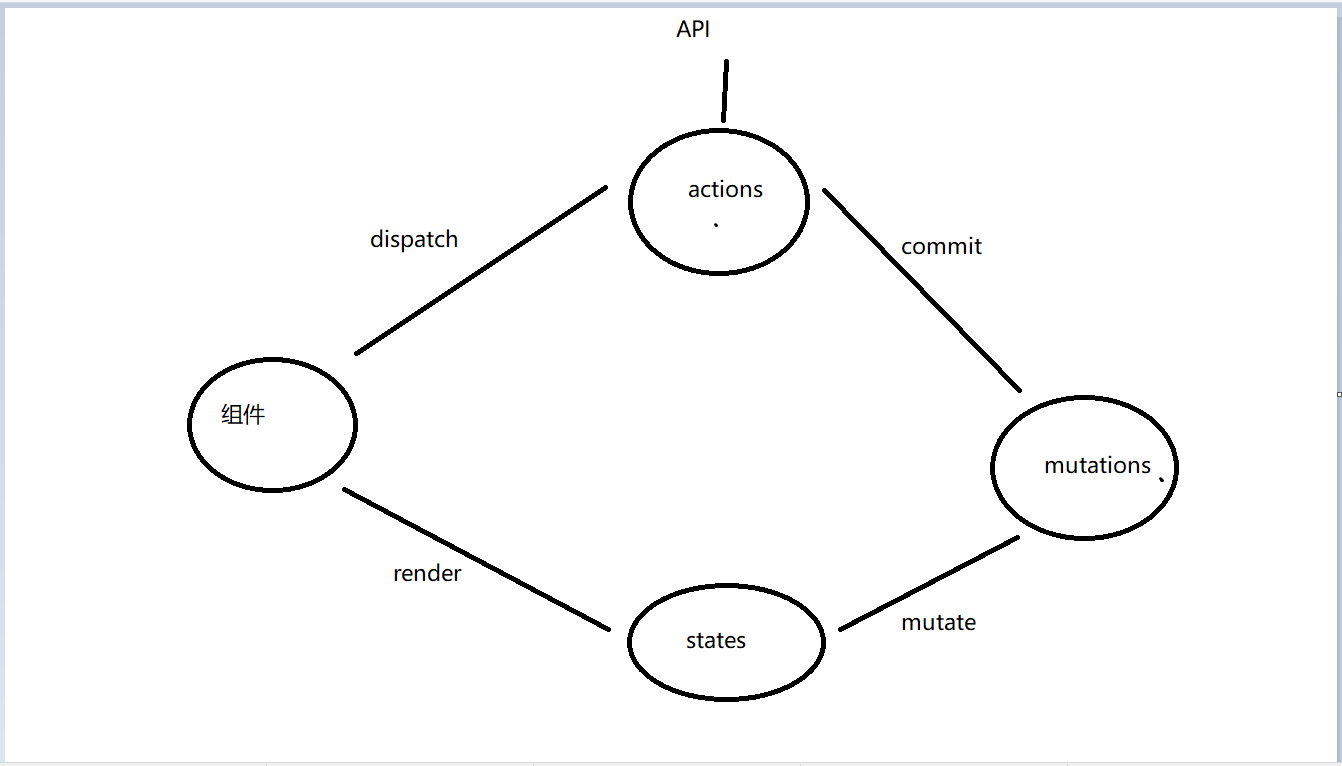 API
actions
dispatch
commit
组件
mutations
render
mutate
states